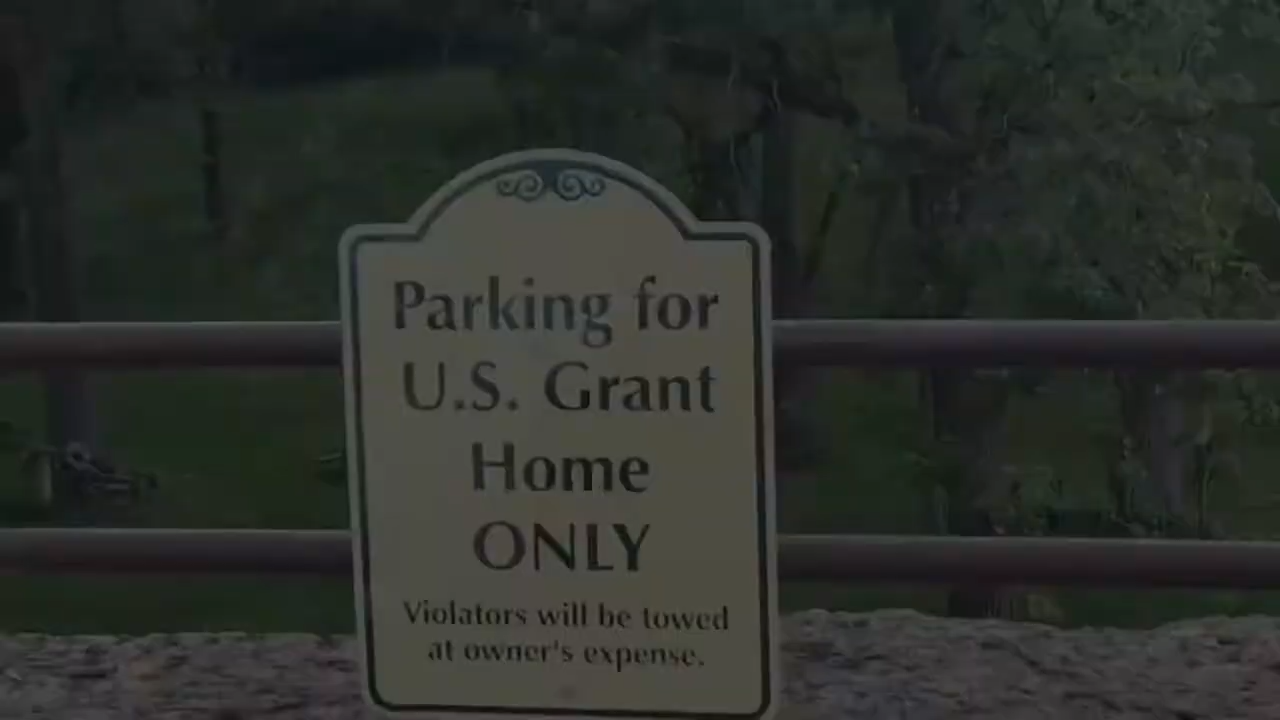 Parking for
U.S. Grant
Home
ONLY
Violators will be towed
at owner's expense.